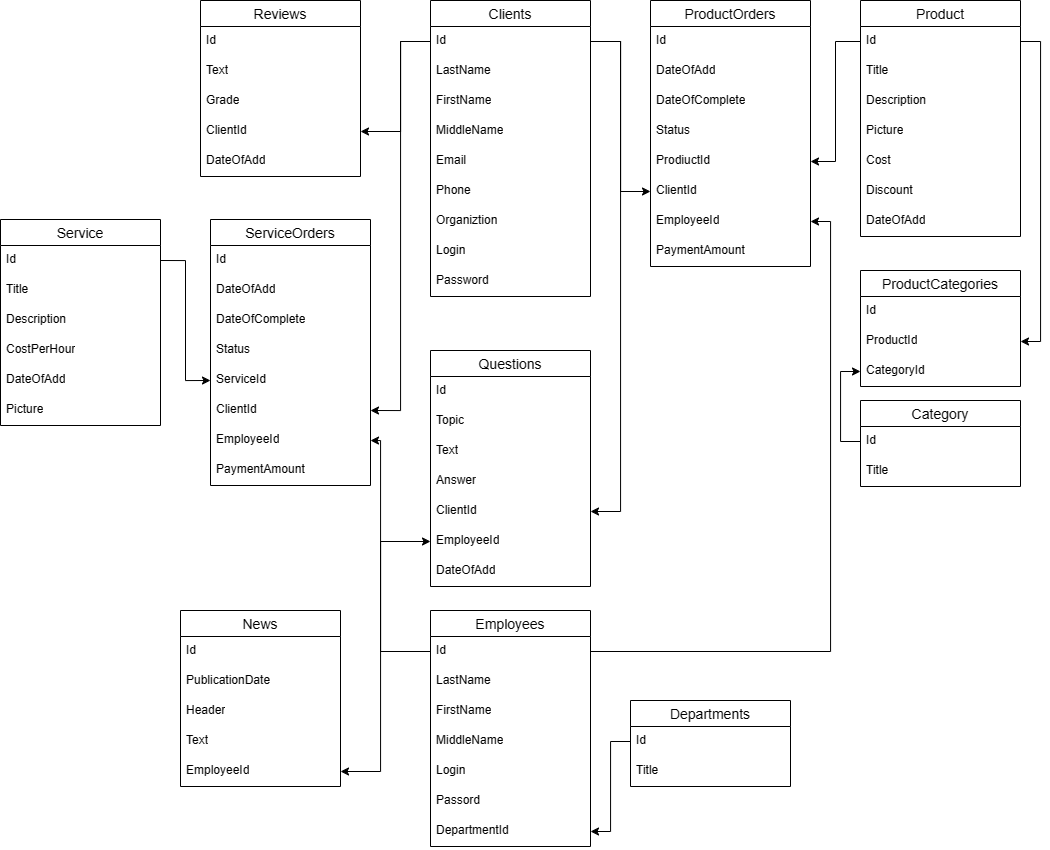 Reviews
Id
Text
Grade
ClientId
DateOfAdd
Clients
Id
LastName
FirstName
MiddleName
Email
Phone
Organiztion
Login
Password
ProductOrders
Id
DateOfAdd
DateOfComplete
Status
ProdiuctId
ClientId
EmployeeId
PaymentAmount
Product
Id
Title
Description
Picture
Cost
Discount
DateOfAdd
Service
Id
Title
Description
CostPerHour
DateOfAdd
Picture
ServiceOrders
Id
DateOfAdd
DateOfComplete
Status
ServiceId
ClientId
EmployeeId
PaymentAmount
ProductCategories
Id
ProductId
CategoryId
Questions
Id
Topic
Text
Answer
ClientId
EmployeeId
DateOfAdd
Category
Id
Title
News
Id
PublicationDate
Header
Text
EmployeeId
Employees
Id
LastName
FirstName
MiddleName
Login
Passord
DepartmentId
Departments
Id
Title